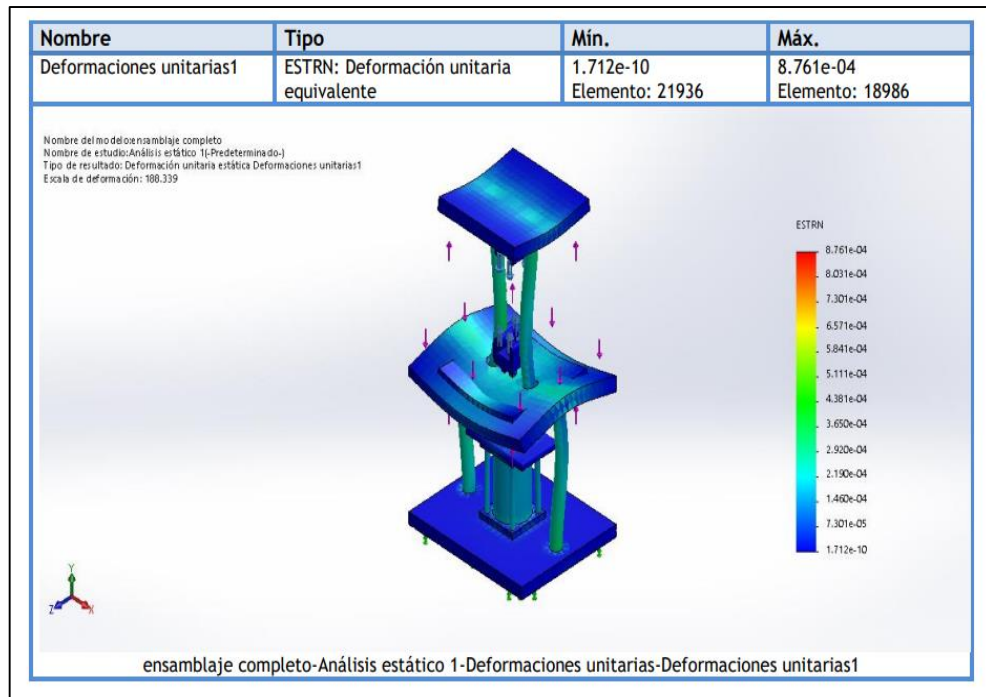 Nombre Tipo Mín. Máx.
Deformaciones unitarias1 ESTRN: Deformación unitaria 1.712e-10 8.761e-04
equivalente Elemento: 21936 Elemento: 18986
Nombre del modelo:ensamblaje completo
Nombre de estudio:Análisis estático 1(-Predeterminado-)
Tipo de resultado: Deformación unitaria estática Deformaciones unitarias1
Escala de deformación: 188.339
ESTRN
8.761e-04
8.031e-04
7.301e-04
6.571e-04
5.841e-04
5.111e-04
4.381e-04
3.650e-04
2.920e-04
2.190e-04
1.460e-04
7.301e-05
1.712e-10
Y
Z X
ensamblaje completo-Análisis estático 1-Deformaciones unitarias-Deformaciones unitarias1